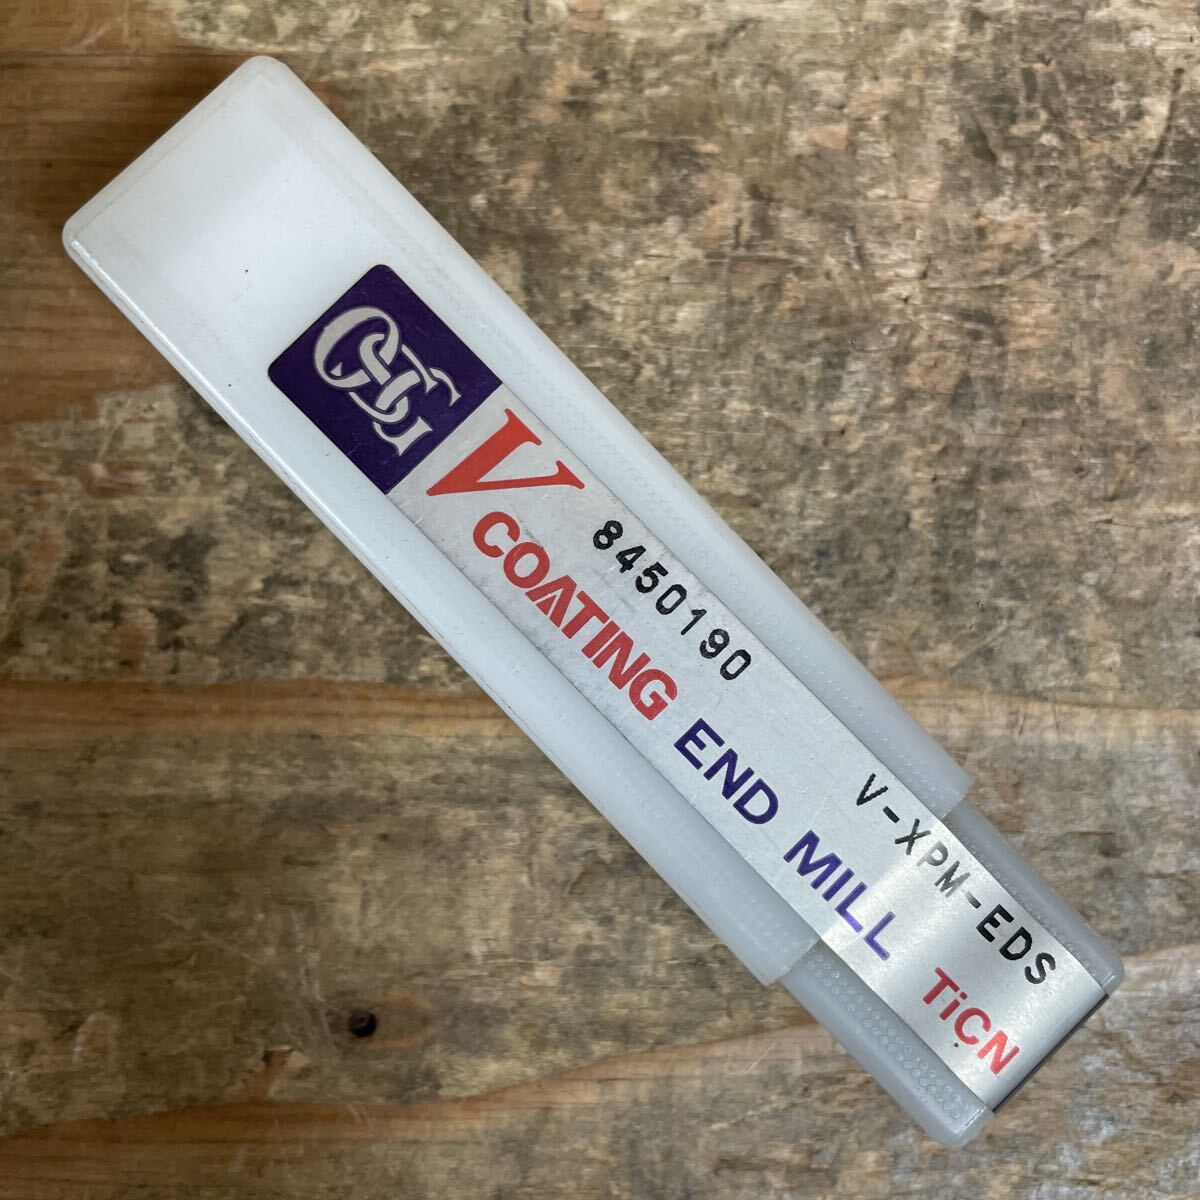 OSG
8450190 V-XPM-EDS
V COATING END MILL TiCN